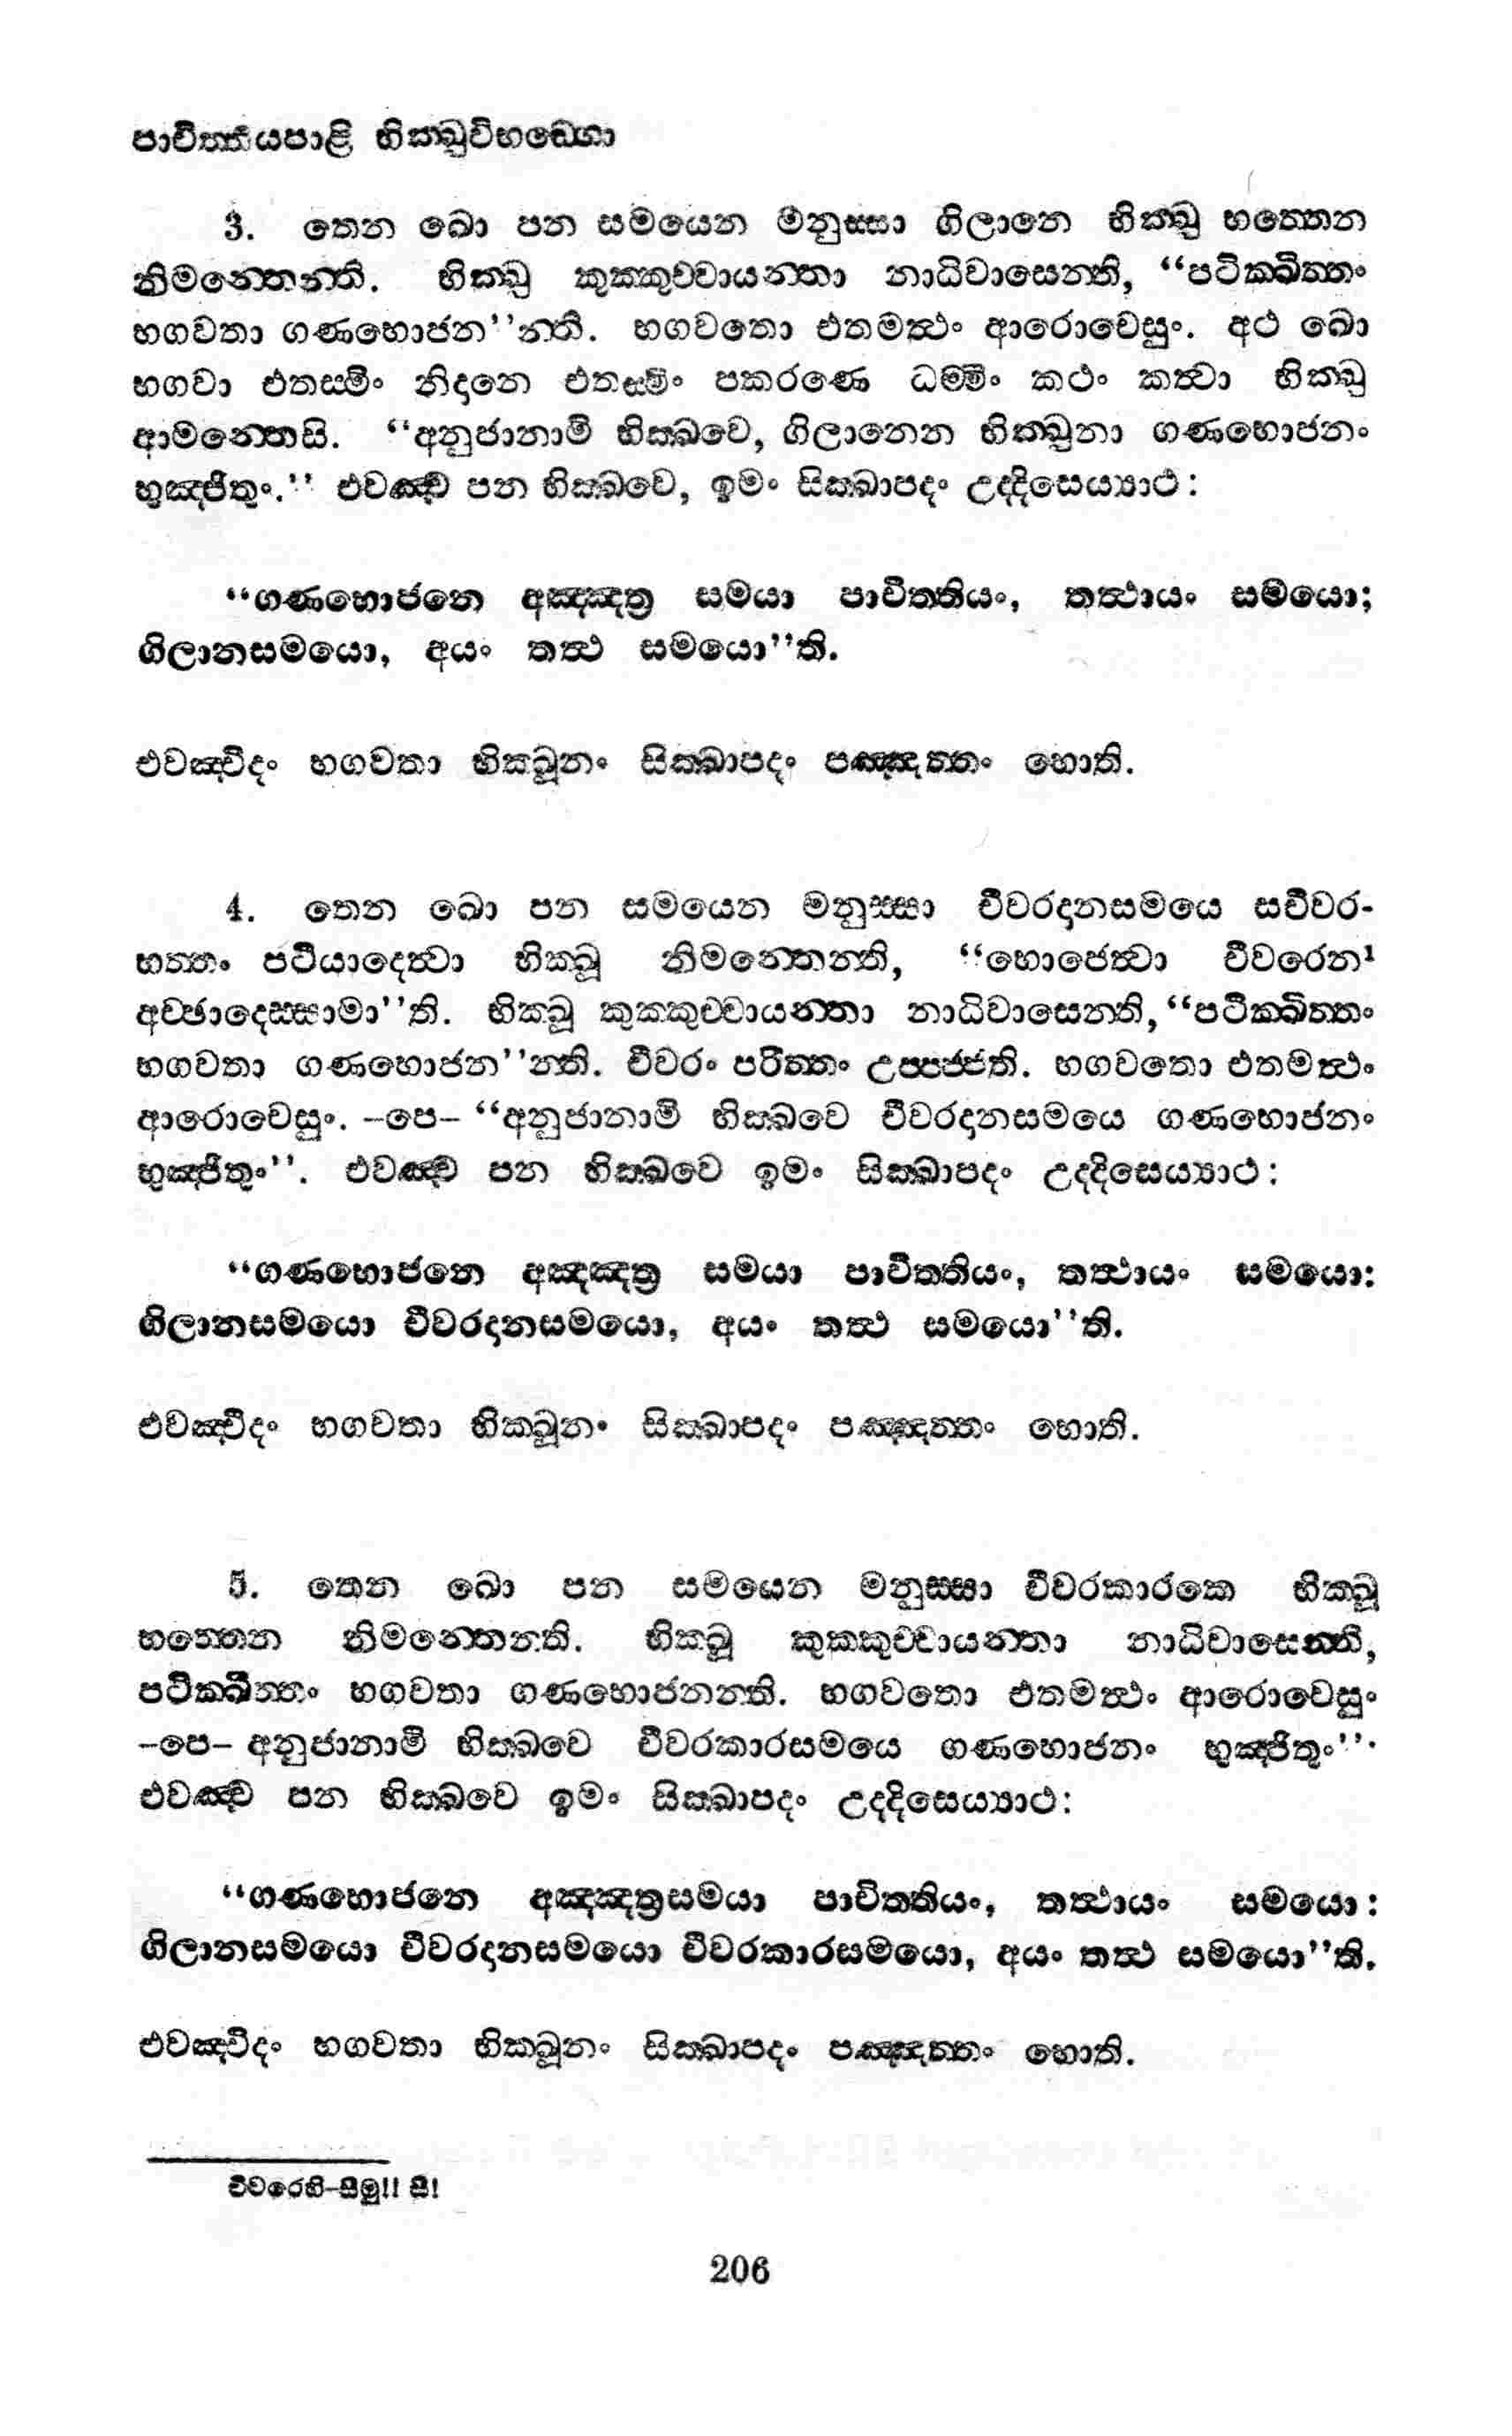 පාචිත්තියපාළි භික්ඛුවිභඞ්ගො
3. තෙන ඛො පන සමයෙන මනුස්සා ගිලානෙ භික්ඛු භත්තෙන
නිමන්තෙන්ති. භික්ඛු කුක්කුච්චායන්තා නාධිවාසෙන්ති, “පටික්ඛිත්තං
භගවතා ගණභොජන’’න්ති. භගවතො එතමත්ථං ආරොචෙසුං. අථ ඛො
භගවා එතස්මිං නිදානෙ එතස්මිං පකරණෙ ධම්මිං කථං කත්වා භික්ඛු
ආමන්තෙසි. “අනුජානාමි භික්ඛවෙ, ගිලානෙන භික්ඛුනා ගණභොජනං
භුඤ්ජිතුං.’’ එවඤ්ච පන භික්ඛවෙ, ඉමං සික්ඛාපදං උද්දිසෙය්‍යාථ:
“ගණභොජනෙ අඤ්ඤත්‍ර සමයා පාචිත්තියං, තත්ථායං සමයො;
ගිලානසමයො, අයං තත්ථ සමයො’’ති.
එවඤ්චිදං භගවතා භික්ඛූනං සික්ඛාපදං පඤ්ඤත්තං හොති.
4. තෙන ඛො පන සමයෙන මනුස්සා චීවරදානසමයෙ සචීවර-
භත්තං පටියාදෙත්වා භික්ඛූ නිමන්තෙන්ති, “භොජෙත්වා චීවරෙන¹
අච්ඡාදෙස්සාමා’’ති. භික්ඛූ කුක්කුච්චායන්තා නාධිවාසෙන්ති, “පටික්ඛිත්තං
භගවතා ගණභොජන’’න්ති. චීවරං පරිත්තං උප්පජ්ජති. භගවතො එතමත්ථං
ආරොචෙසුං. –පෙ– “අනුජානාමි භික්ඛවෙ චීවරදානසමයෙ ගණභොජනං
භුඤ්ජිතුං’’. එවඤ්ච පන භික්ඛවෙ ඉමං සික්ඛාපදං උද්දිසෙය්‍යාථ:
“ගණභොජනෙ අඤ්ඤත්‍ර සමයා පාචිත්තියං, තත්ථායං සමයො:
ගිලානසමයො චීවරදානසමයො, අයං තත්ථ සමයො’’ති.
එවඤ්චිදං භගවතා භික්ඛූනං සික්ඛාපදං පඤ්ඤත්තං හොති.
5. තෙන ඛො පන සමයෙන මනුස්සා චීවරකාරකෙ භික්ඛූ
භත්තෙන නිමන්තෙන්ති. භික්ඛූ කුක්කුච්චායන්තා නාධිවාසෙන්ති,
පටික්ඛිත්තං භගවතා ගණභොජනන්ති. භගවතො එතමත්ථං ආරොචෙසුං
–පෙ– අනුජානාමි භික්ඛවෙ චීවරකාරසමයෙ ගණභොජනං භුඤ්ජිතුං’’.
එවඤ්ච පන භික්ඛවෙ ඉමං සික්ඛාපදං උද්දිසෙය්‍යාථ:
“ගණභොජනෙ අඤ්ඤත්‍රසමයා පාචිත්තියං, තත්ථායං සමයො:
ගිලානසමයො චීවරදානසමයො චීවරකාරසමයො, අයං තත්ථ සමයො’’ති.
එවඤ්චිදං භගවතා භික්ඛූනං සික්ඛාපදං පඤ්ඤත්තං හොති.
චීවරෙහි–සීමු!! සී!
206